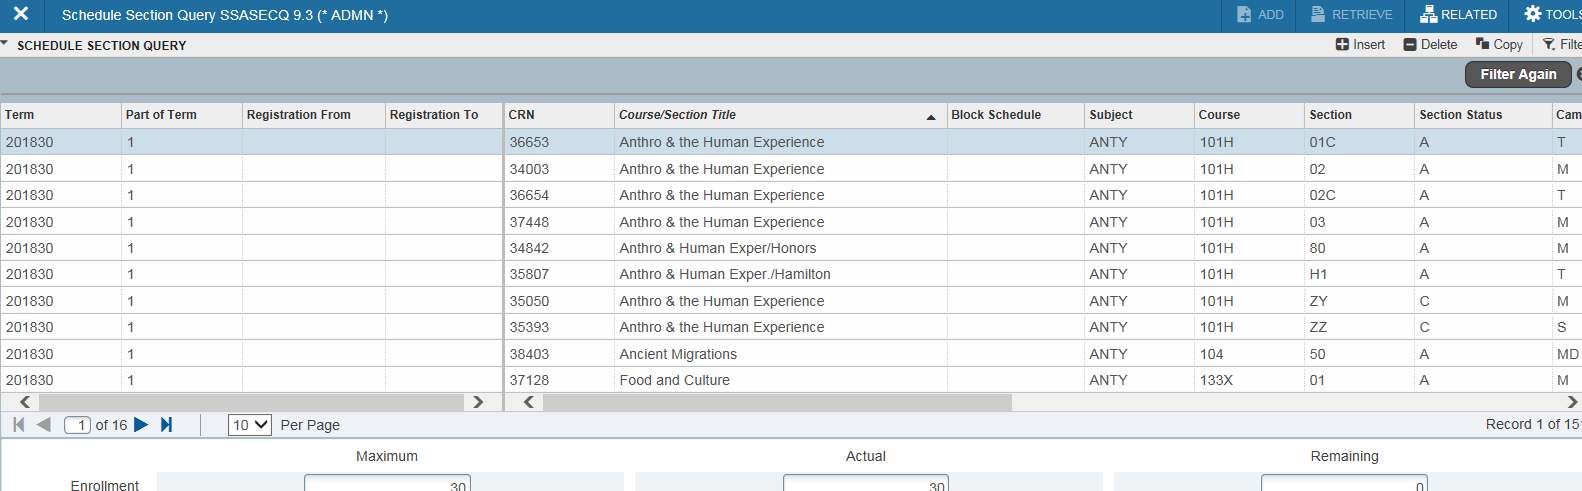 Schedule Section Query SSASECQ 9.3 (* ADMN *) ADD RETRIEVE RELATED TOOLS
SCHEDULE SECTION QUERY Insert Delete Copy Filte
Filter Again
Term Part of Term Registration From Registration To CRN Course/Section Title Block Schedule Subject Course Section Section Status Cam
201830 1 36653 Anthro & the Human Experience ANTY 101H 01C A T
201830 1 34003 Anthro & the Human Experience ANTY 101H 02 A M
201830 1 36654 Anthro & the Human Experience ANTY 101H 02C A T
201830 1 37448 Anthro & the Human Experience ANTY 101H 03 A M
201830 1 34842 Anthro & Human Exper/Honors ANTY 101H 80 A M
201830 1 35807 Anthro & Human Exper./Hamilton ANTY 101H H1 A T
201830 1 35050 Anthro & the Human Experience ANTY 101H ZY C M
201830 1 35393 Anthro & the Human Experience ANTY 101H ZZ C S
201830 1 38403 Ancient Migrations ANTY 104 50 A MD
201830 1 37128 Food and Culture ANTY 133X 01 A M
1 of 16 10 Per Page Record 1 of 15
Maximum Actual Remaining
Enrollment 30 30 0